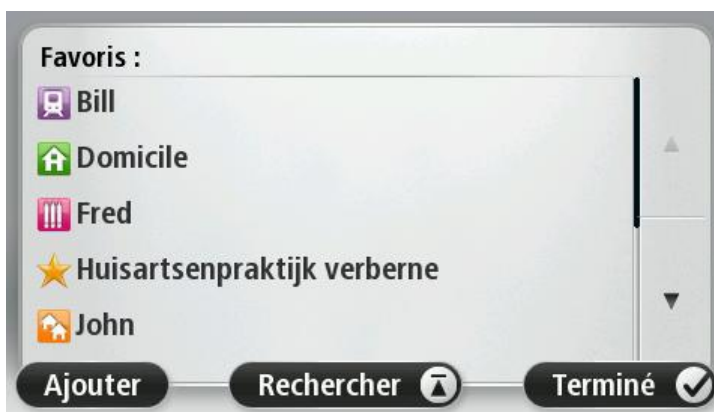 Favoris :
Bill
Domicile
Fred
Huisartsenpraktijk verberne
John
Ajouter Rechercher Terminé